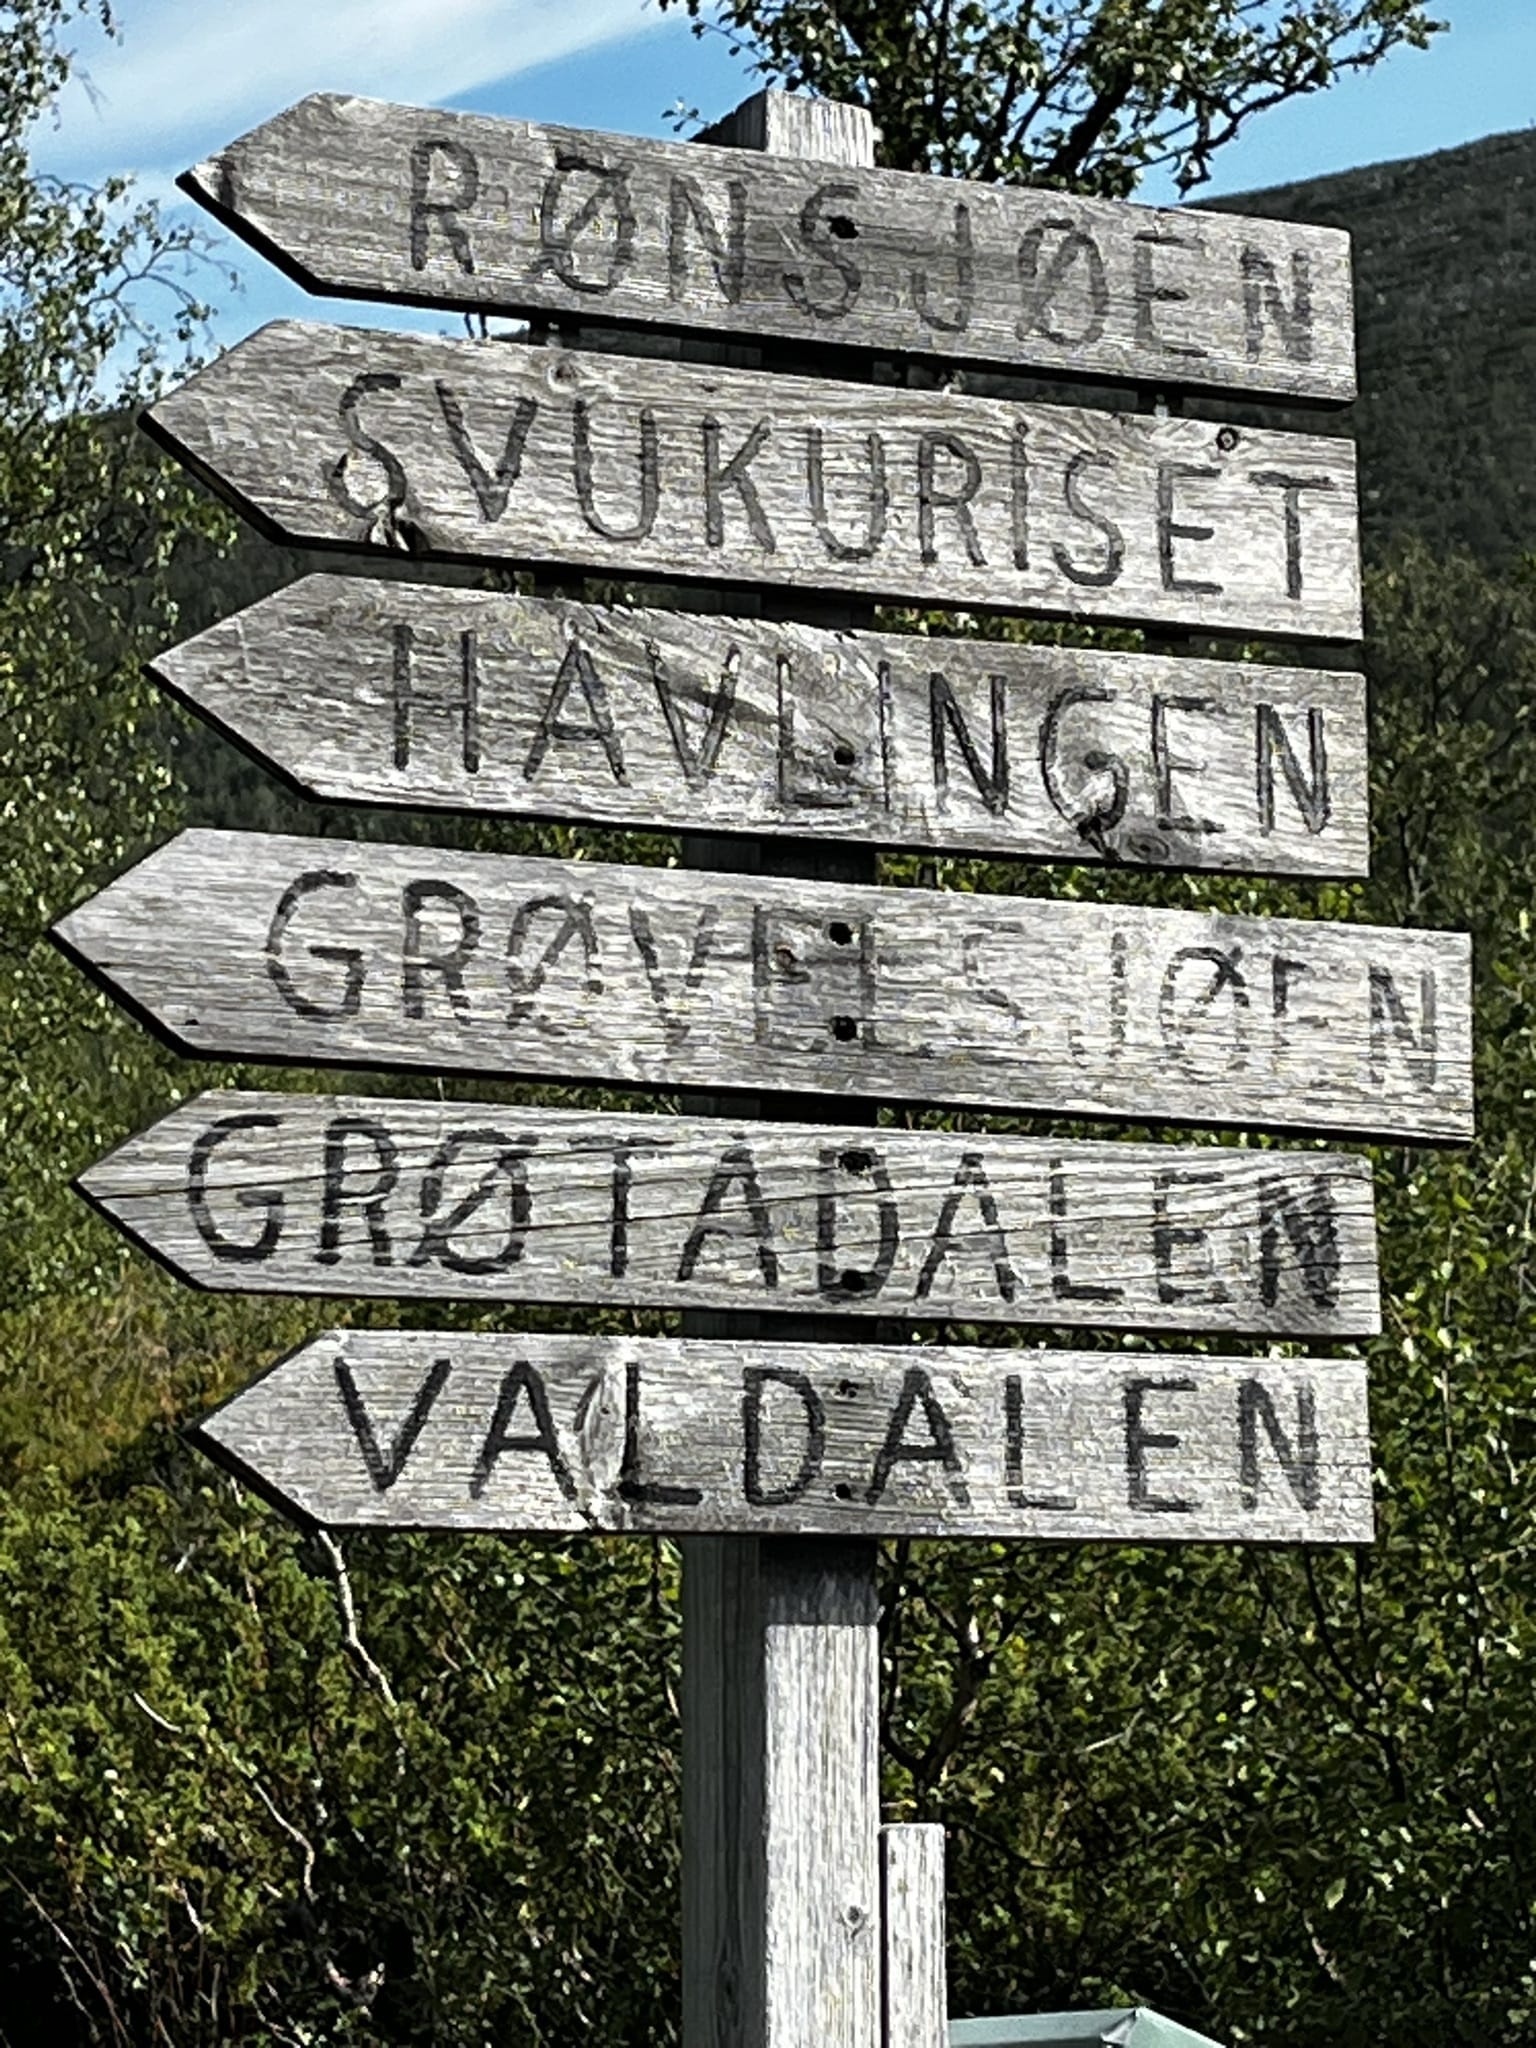 RØNSJØEN
SVUKURiSET
HAVLINGEN
GRØVELSJØEN
GRØTADALEN
VALDALEN